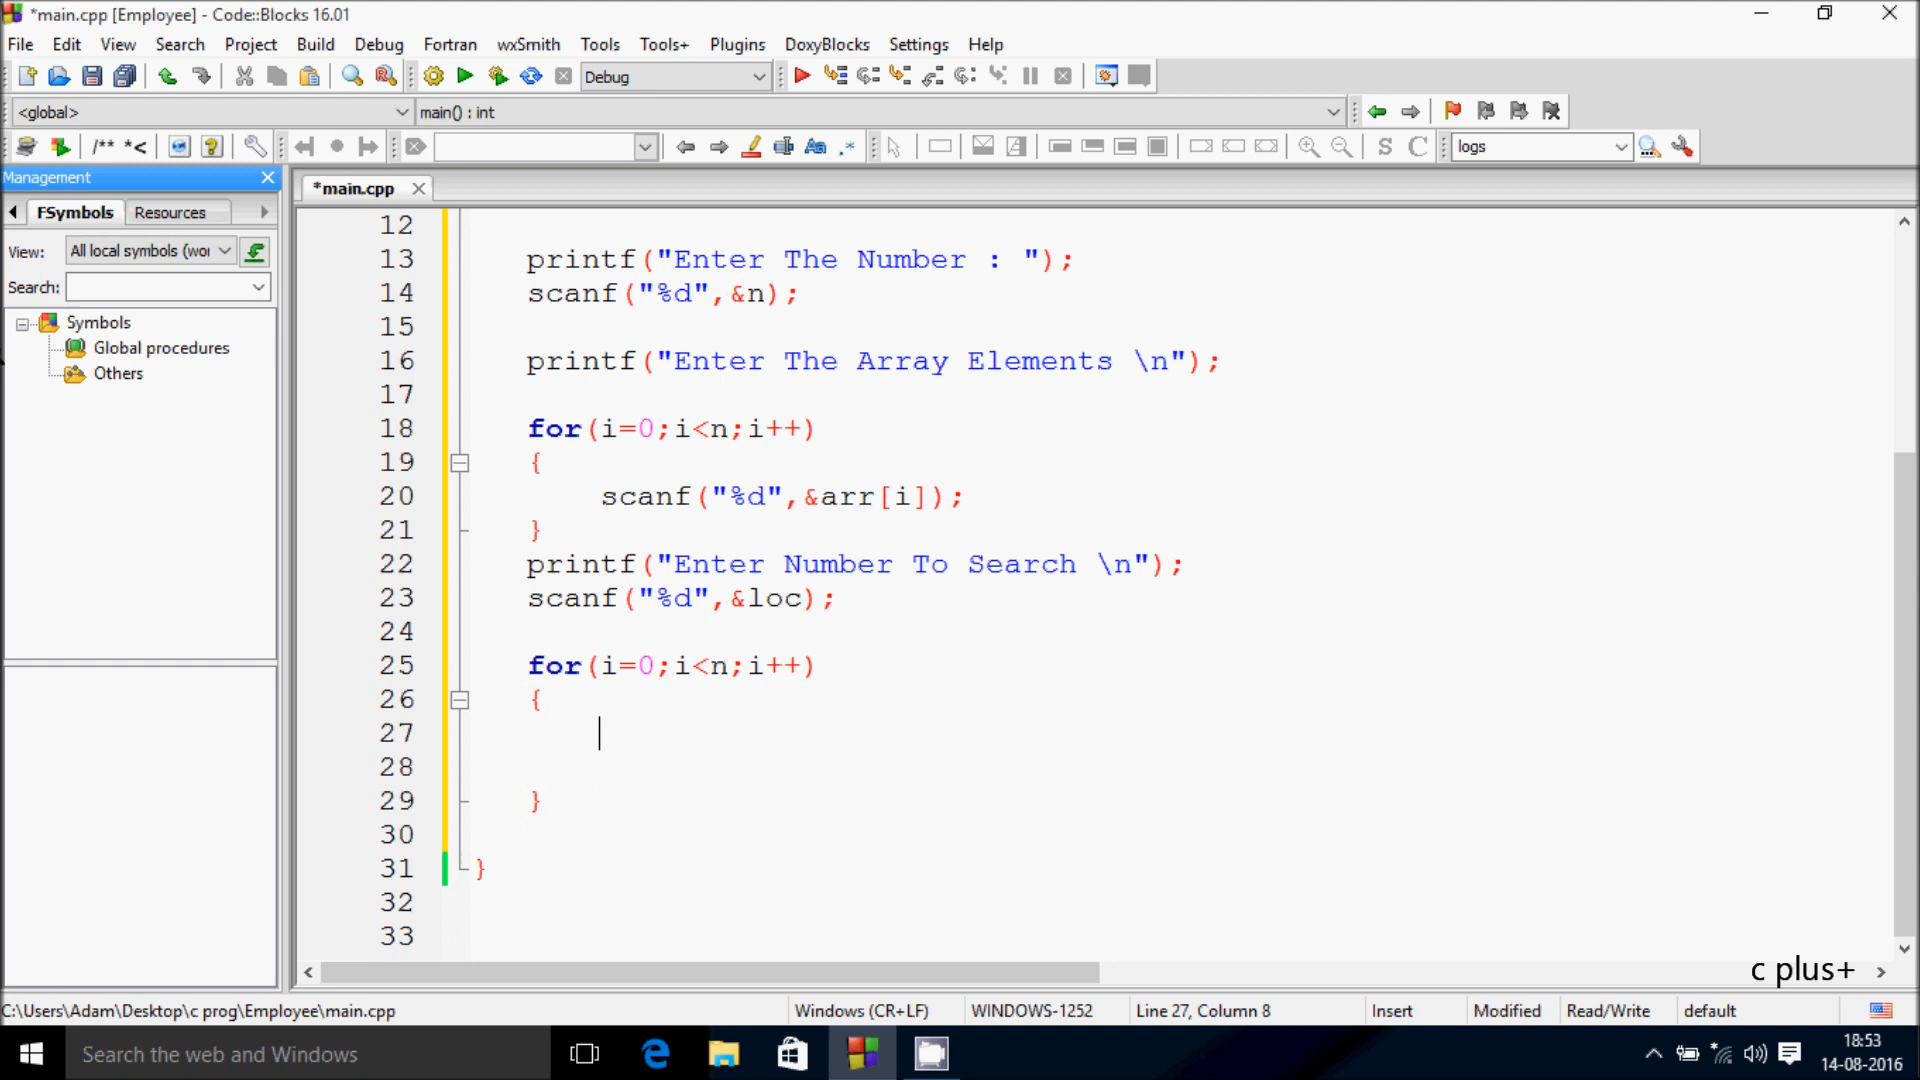 *main.cpp [Employee] - Code::Blocks 16.01
File Edit View Search Project Build Debug Fortran wxSmith Tools Tools+ Plugins DoxyBlocks Settings Help
Debug
<global> main() : int
/** *< Aa .* S C logs
Management
*main.cpp
FSymbols Resources
View: All local symbols (wor
Search:
Symbols
Global procedures
Others
12
13 printf("Enter The Number : ");
14 scanf("%d",&n);
15
16 printf("Enter The Array Elements \n");
17
18 for(i=0;i<n;i++)
19 {
20 scanf("%d",&arr[i]);
21 }
22 printf("Enter Number To Search \n");
23 scanf("%d",&loc);
24
25 for(i=0;i<n;i++)
26 {
27
28
29 }
30
31 }
32
33
c plus+
C:\Users\Adam\Desktop\c prog\Employee\main.cpp Windows (CR+LF) WINDOWS-1252 Line 27, Column 8 Insert Modified Read/Write default
Search the web and Windows
18:53
14-08-2016